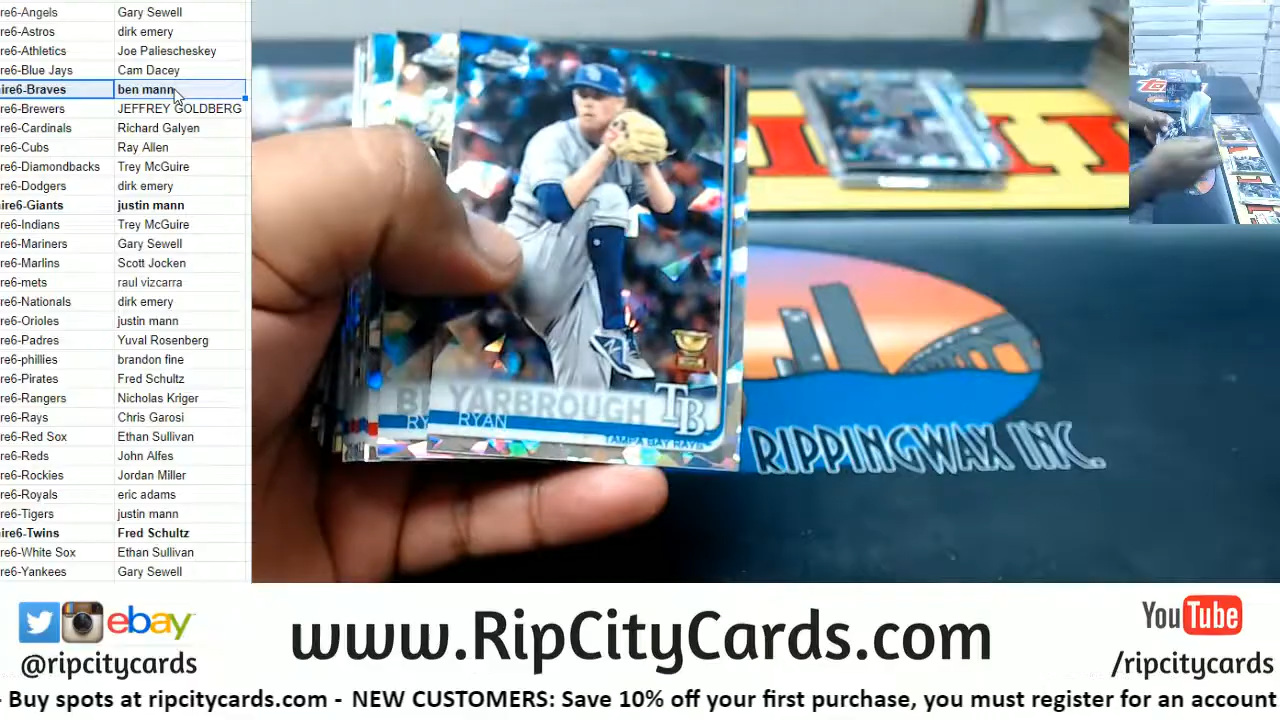 ire6-Angels Gary Sewell
ire6-Astros dirk emery
re6-Athletics Joe Paliescheskey
re6-Blue Jays Cam Dacey
ire6-Braves ben mann
re6-Brewers JEFFREY GOLDBERG
re6-Cardinals Richard Galyen
re6-Cubs Ray Allen
re6-Diamondbacks Trey McGuire
re6-Dodgers dirk emery
ire6-Giants justin mann
re6-Indians Trey McGuire
re6-Mariners Gary Sewell
re6-Marlins Scott Jocken
re6-mets raul vizcarra
re6-Nationals dirk emery
re6-Orioles justin mann
re6-Padres Yuval Rosenberg
re6-phillies brandon fine
re6-Pirates Fred Schultz
re6-Rangers Nicholas Kriger
re6-Rays Chris Garosi
re6-Red Sox Ethan Sullivan
re6-Reds John Alfes
re6-Rockies Jordan Miller
re6-Royals eric adams
re6-Tigers justin mann
ire6-Twins Fred Schultz
re6-White Sox Ethan Sullivan
re6-Yankees Gary Sewell
YARBROUGH
RYAN
TB
TAMPA BAY RAYS
RY
RIPPINGWAX INC.
ebay
@ripcitycards
www.RipCityCards.com
YouTube
/ripcitycards
- Buy spots at ripcitycards.com - NEW CUSTOMERS: Save 10% off your first purchase, you must register for an account